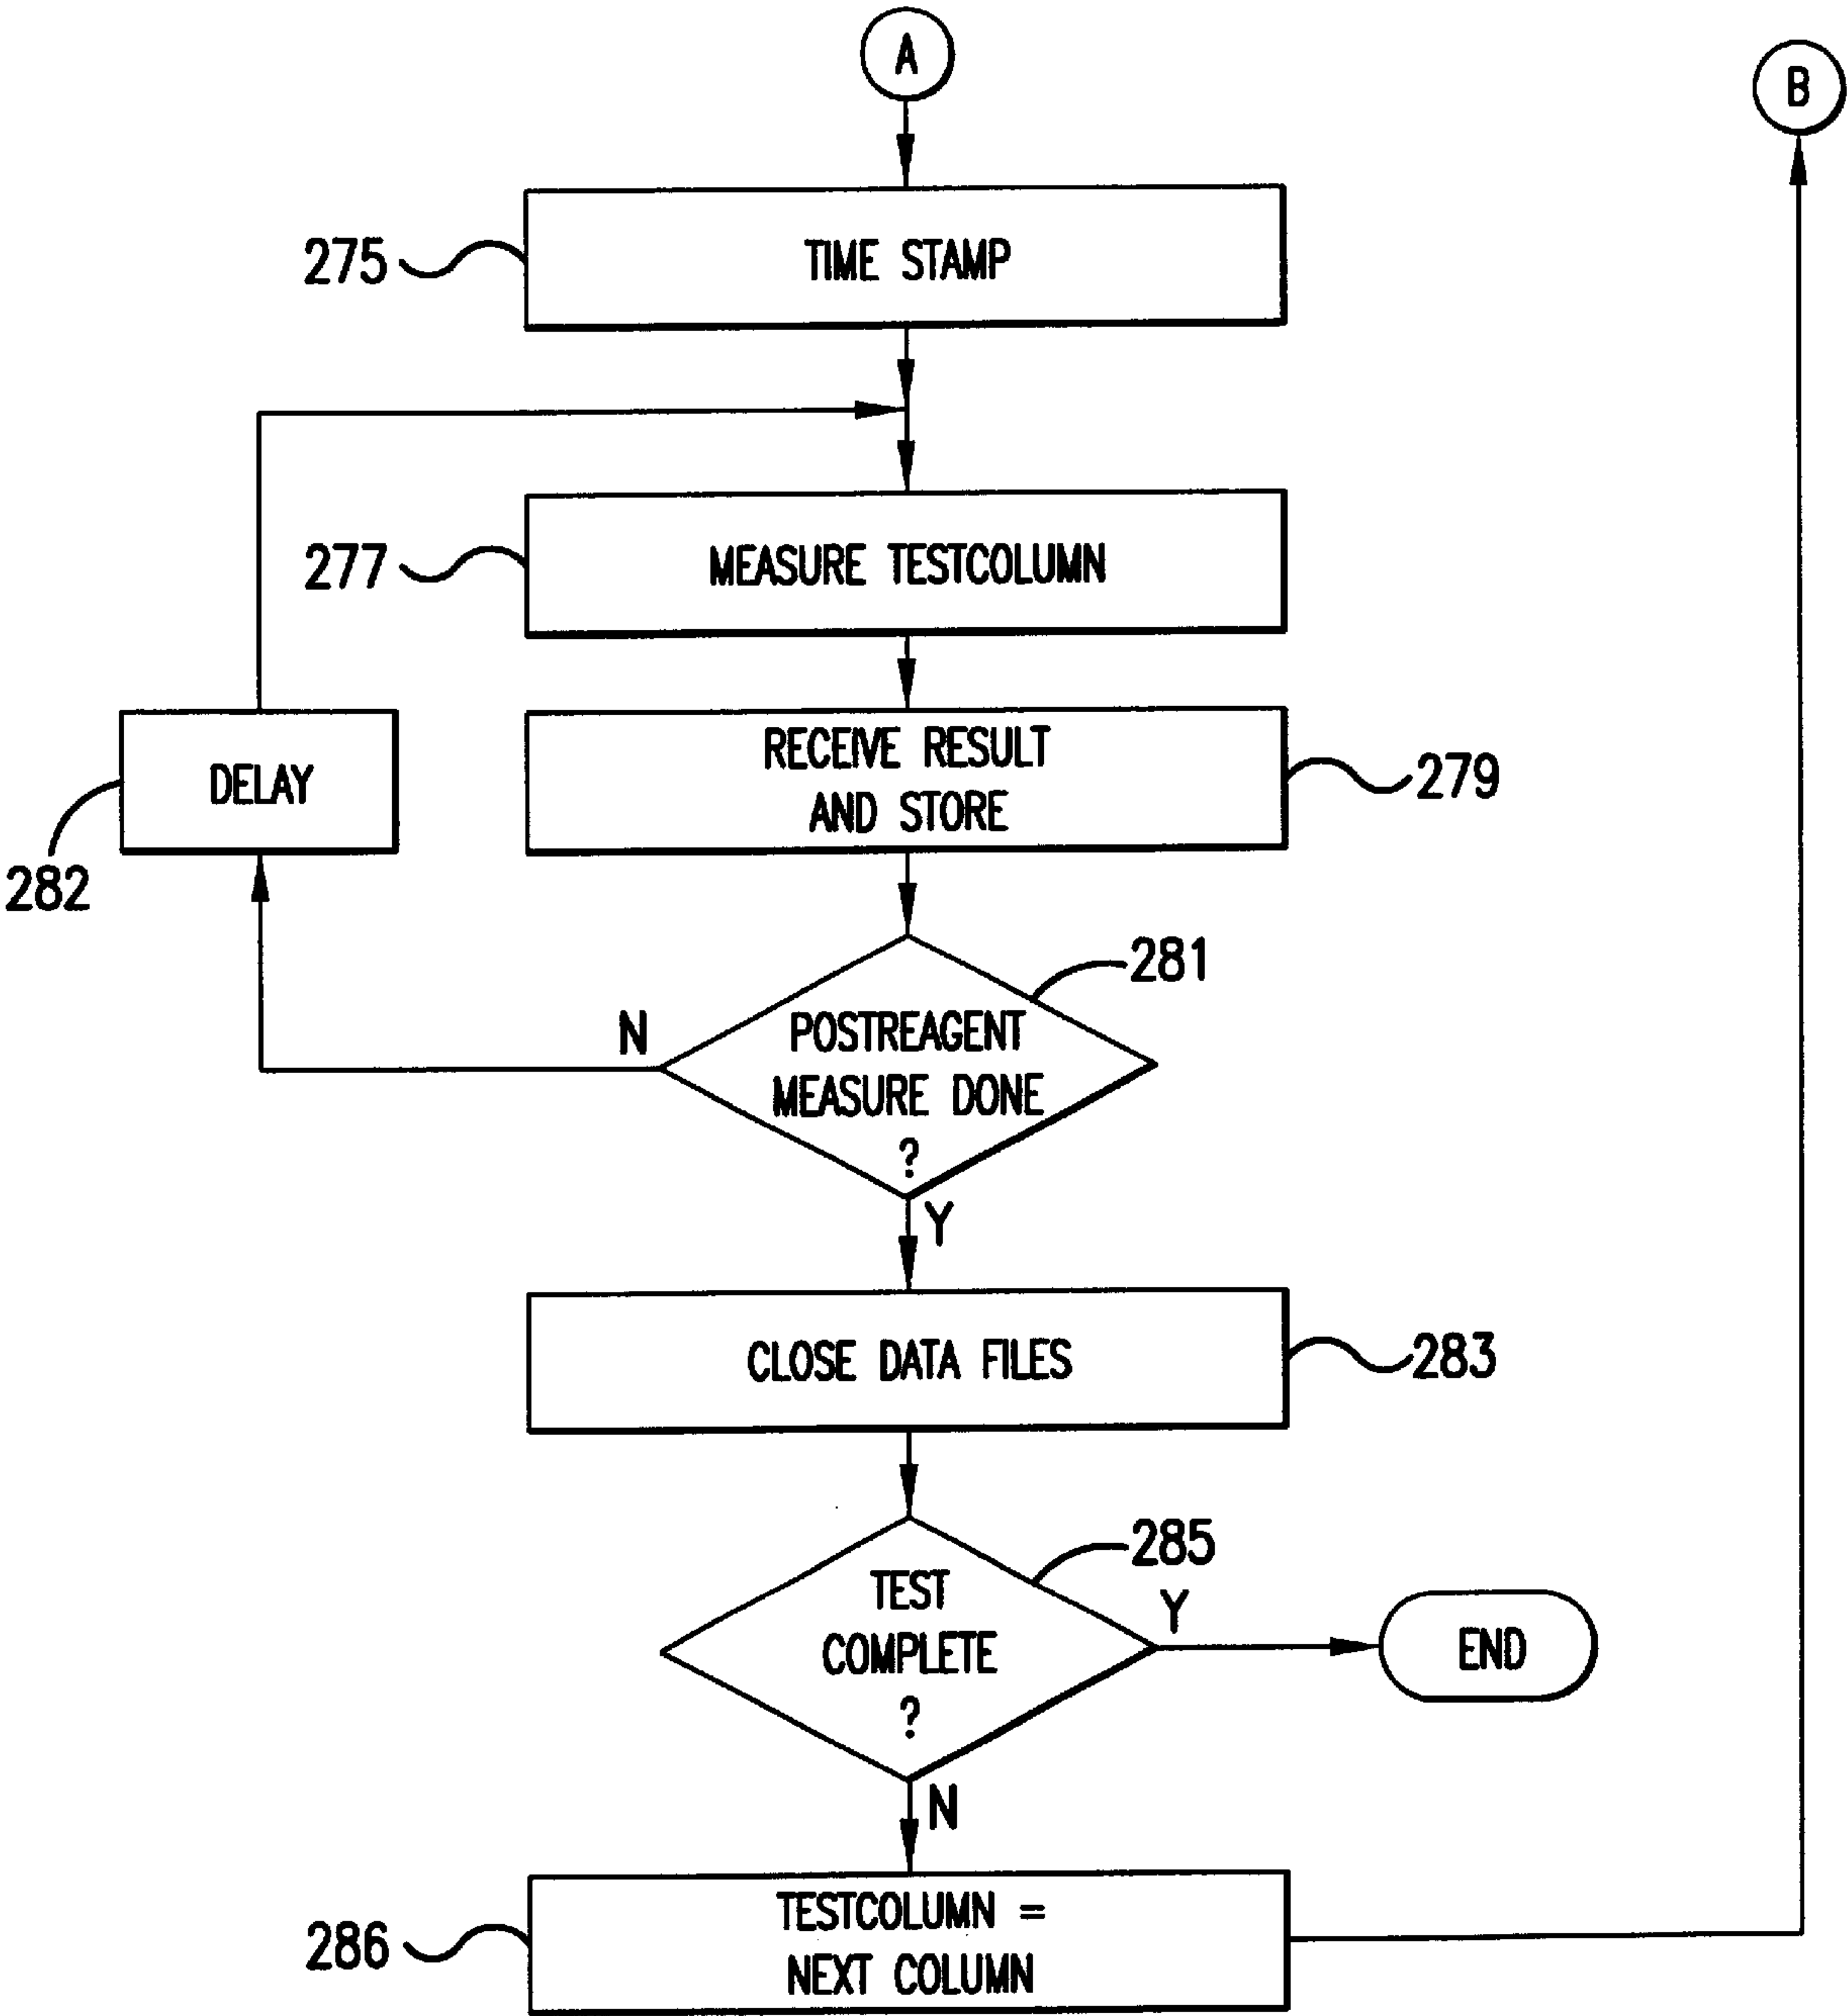 A
B
275
TIME STAMP
277
MEASURE TESTCOLUMN
DELAY
282
RECEIVE RESULT
AND STORE
279
281
N
POSTREAGENT
MEASURE DONE
?
Y
CLOSE DATA FILES
283
285
TEST
COMPLETE
?
Y
END
N
286
TESTCOLUMN =
NEXT COLUMN